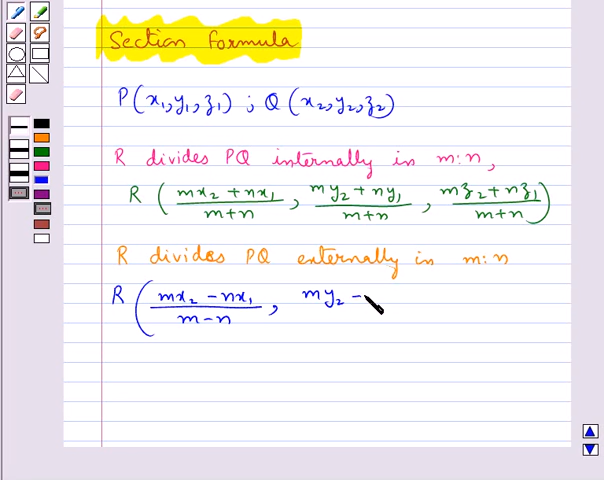 Section Formula
P(x₁,y₁,z₁) ; Q(x₂,y₂,z₂)
R divides PQ internally in m:n,
R ( (mx₂ + nx₁)/(m+n) , (my₂ + ny₁)/(m+n) , (mz₂ + nz₁)/(m+n) )
R divides PQ externally in m:n
R ( (mx₂ - nx₁)/(m-n) , my₂ -